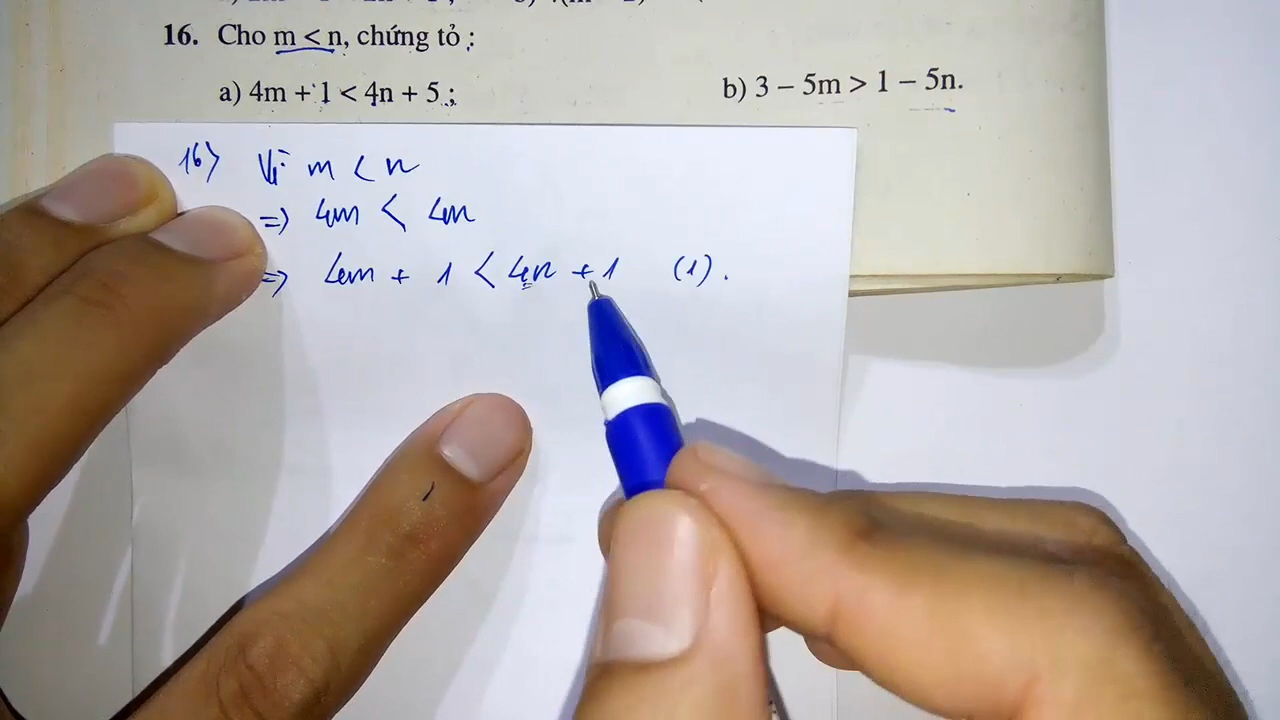 16. Cho m < n, chứng tỏ :
a) 4m + 1 < 4n + 5 ;
b) 3 – 5m > 1 – 5n.
16) Vì m < n
=> 4m < 4n
=> 4m + 1 < 4n + 1 (1).